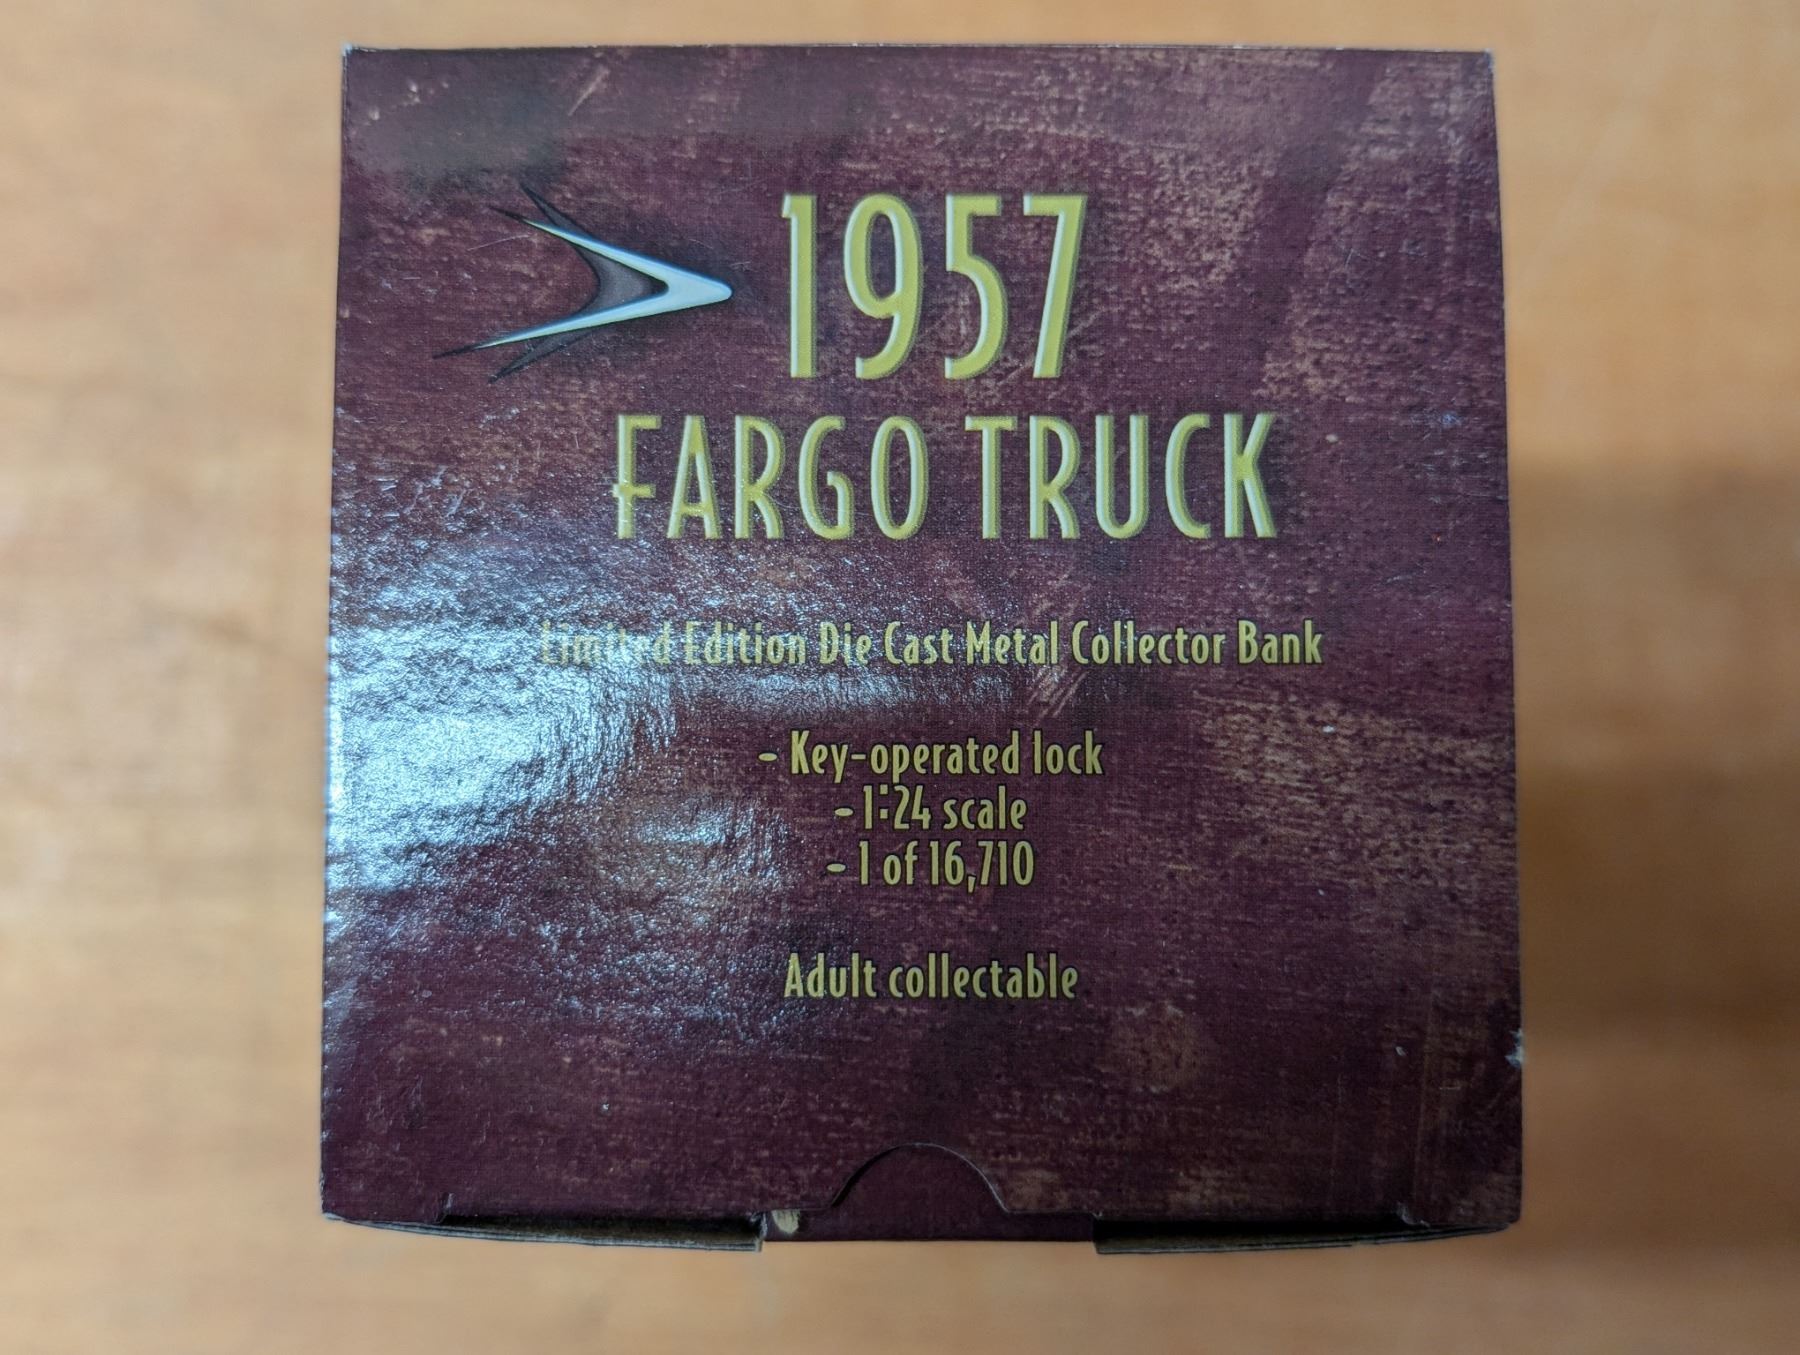 1957
FARGO TRUCK
Limited Edition Die Cast Metal Collector Bank
- Key-operated lock
- 1:24 scale
- 1 of 16,710
Adult collectable